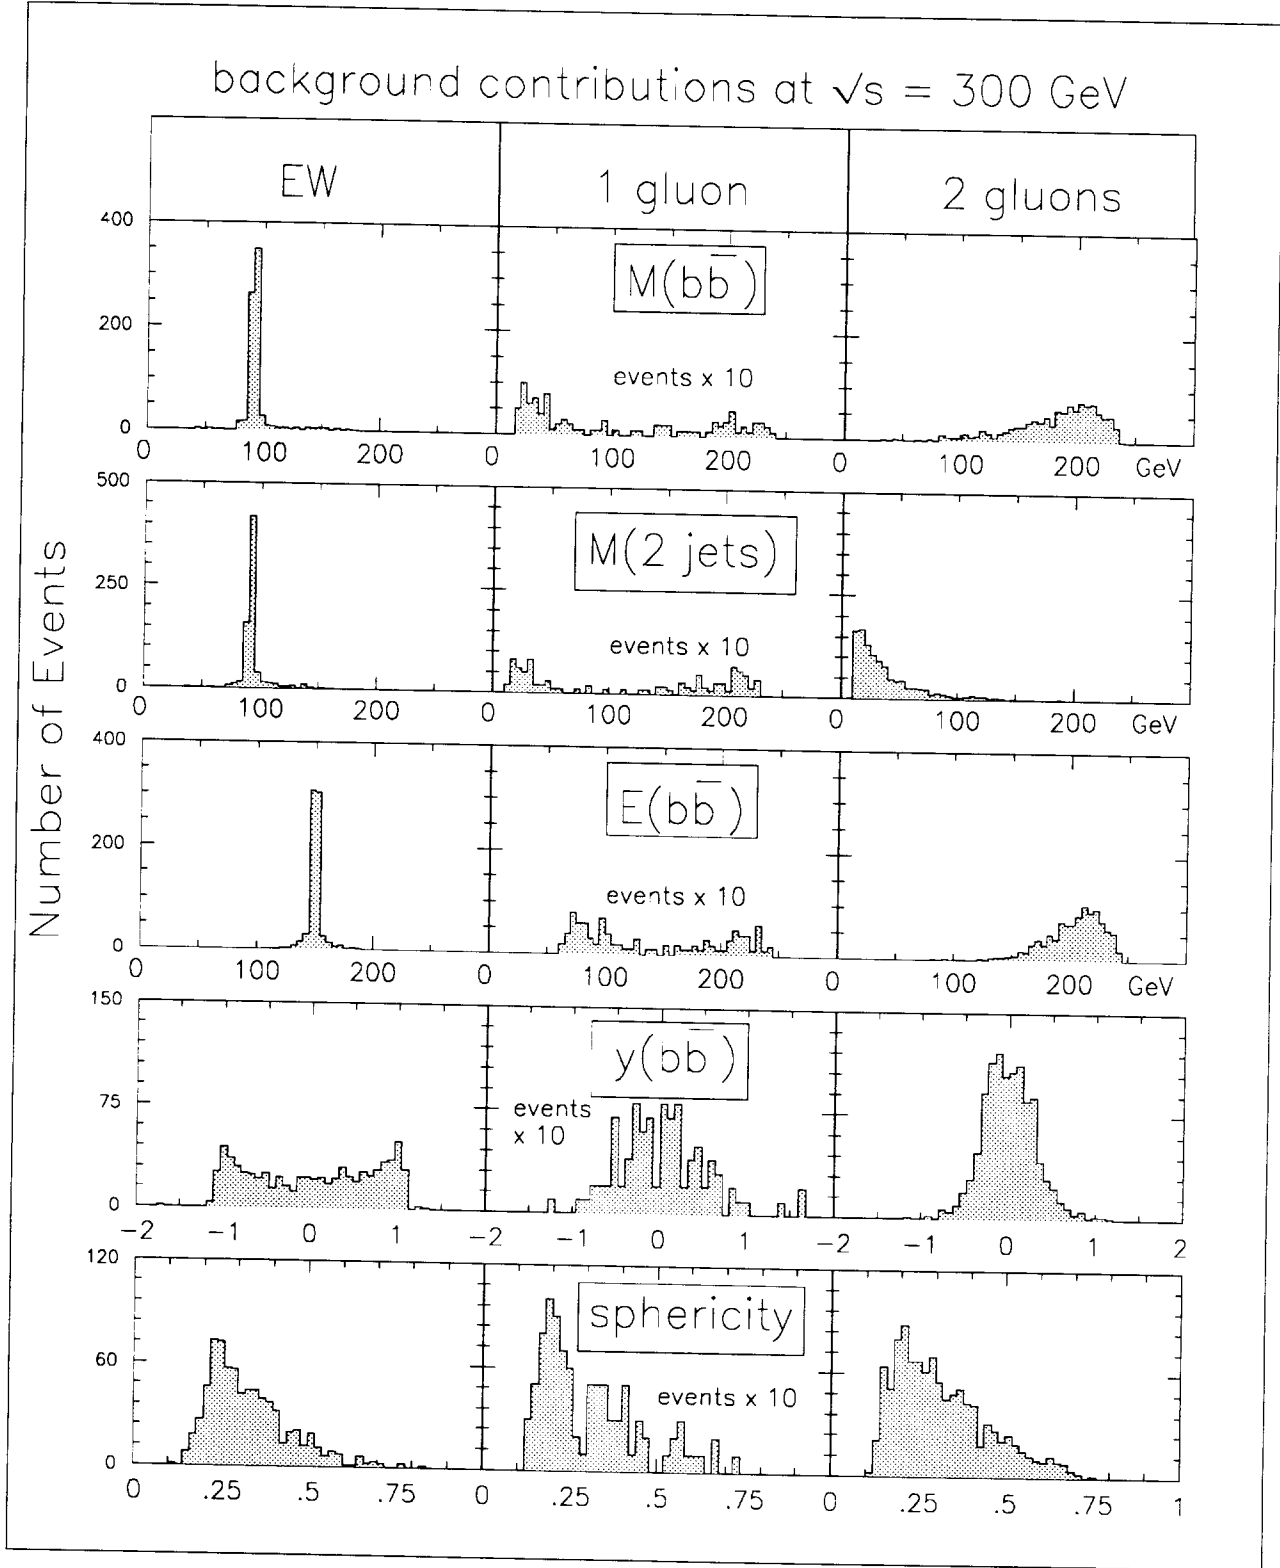 background contributions at √s = 300 GeV
EW
1 gluon
2 gluons
Number of Events
400
200
0
M(bb̅)
events x 10
0 100 200 0 100 200 0 100 200 GeV
500
250
0
M(2 jets)
events x 10
0 100 200 0 100 200 0 100 200 GeV
400
200
0
E(bb̅)
events x 10
0 100 200 0 100 200 0 100 200 GeV
150
75
0
y(bb̅)
events
x 10
−2 −1 0 1 −2 −1 0 1 −2 −1 0 1 2
120
60
0
sphericity
events x 10
0 .25 .5 .75 0 .25 .5 .75 0 .25 .5 .75 1